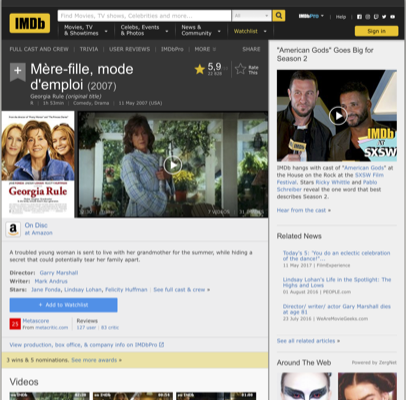 IMDb
Find Movies, TV shows, Celebrities and more...
All
IMDbPro
Help
Movies, TV
& Showtimes
Celebs, Events
& Photos
News &
Community
Watchlist
Sign in
FULL CAST AND CREW | TRIVIA | USER REVIEWS | IMDbPro | MORE
SHARE
Mère-fille, mode
d'emploi (2007)
Georgia Rule (original title)
R | 1h 53min | Comedy, Drama | 11 May 2007 (USA)
5,9
Rate
This
Georgia Rule
On Disc
at Amazon
A troubled young woman is sent to live with her grandmother for the summer, while hiding a
secret that could potentially tear her family apart.
Director: Garry Marshall
Writer: Mark Andrus
Stars: Jane Fonda, Lindsay Lohan, Felicity Huffman | See full cast & crew »
+ Add to Watchlist
25
Metascore
From metacritic.com
Reviews
127 user | 83 critic
View production, box office, & company info on IMDbPro
3 wins & 5 nominations. See more awards »
Videos
"American Gods" Goes Big for
Season 2
IMDb
at
SXSW
IMDb hangs with cast of "American Gods" at
the House on the Rock at the SXSW Film
Festival. Stars Ricky Whittle and Pablo
Schreiber reveal the one word that best
describes Season 2.
Hear from the cast »
Related News
Today's 5: "You do an eclectic celebration
of the dance!"...
11 May 2017 | FilmExperience
Lindsay Lohan's Life in the Spotlight: The
Highs and Lows
01 August 2016 | PEOPLE.com
Director/ writer/ actor Gary Marshall dies
at age 81
23 July 2016 | WeAreMovieGeeks.com
See all related articles »
Around The Web
Powered by ZergNet